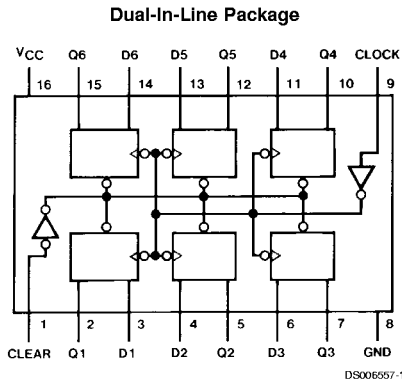 Dual-In-Line Package
VCC Q6 D6 D5 Q5 D4 Q4 CLOCK
16 15 14 13 12 11 10 9
1 2 3 4 5 6 7 8
CLEAR Q1 D1 D2 Q2 D3 Q3 GND
DS006557-1